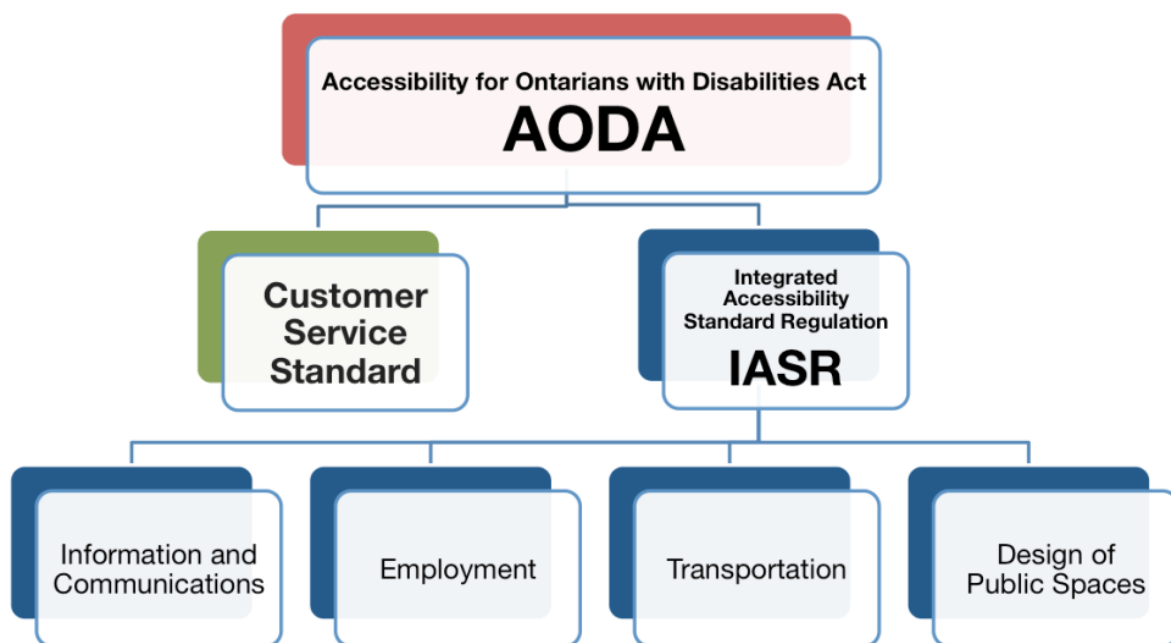 Accessibility for Ontarians with Disabilities Act
AODA
Customer
Service
Standard
Integrated
Accessibility
Standard Regulation
IASR
Information and
Communications
Employment
Transportation
Design of
Public Spaces